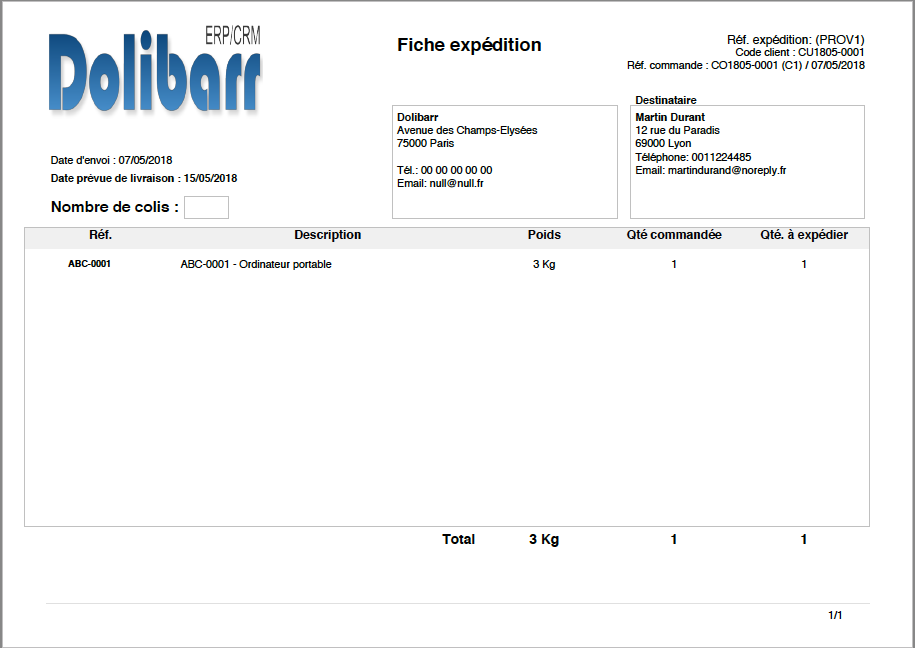 ERP/CRM
Dolibarr
Fiche expédition
Réf. expédition: (PROV1)
Code client : CU1805-0001
Réf. commande : CO1805-0001 (C1) / 07/05/2018
Dolibarr
Avenue des Champs-Elysées
75000 Paris
Tél.: 00 00 00 00 00
Email: null@null.fr
Destinataire
Martin Durant
12 rue du Paradis
69000 Lyon
Téléphone: 0011224485
Email: martindurand@noreply.fr
Date d'envoi : 07/05/2018
Date prévue de livraison : 15/05/2018
Nombre de colis :
Réf. Description Poids Qté commandée Qté. à expédier
ABC-0001 ABC-0001 - Ordinateur portable 3 Kg 1 1
Total 3 Kg 1 1
1/1